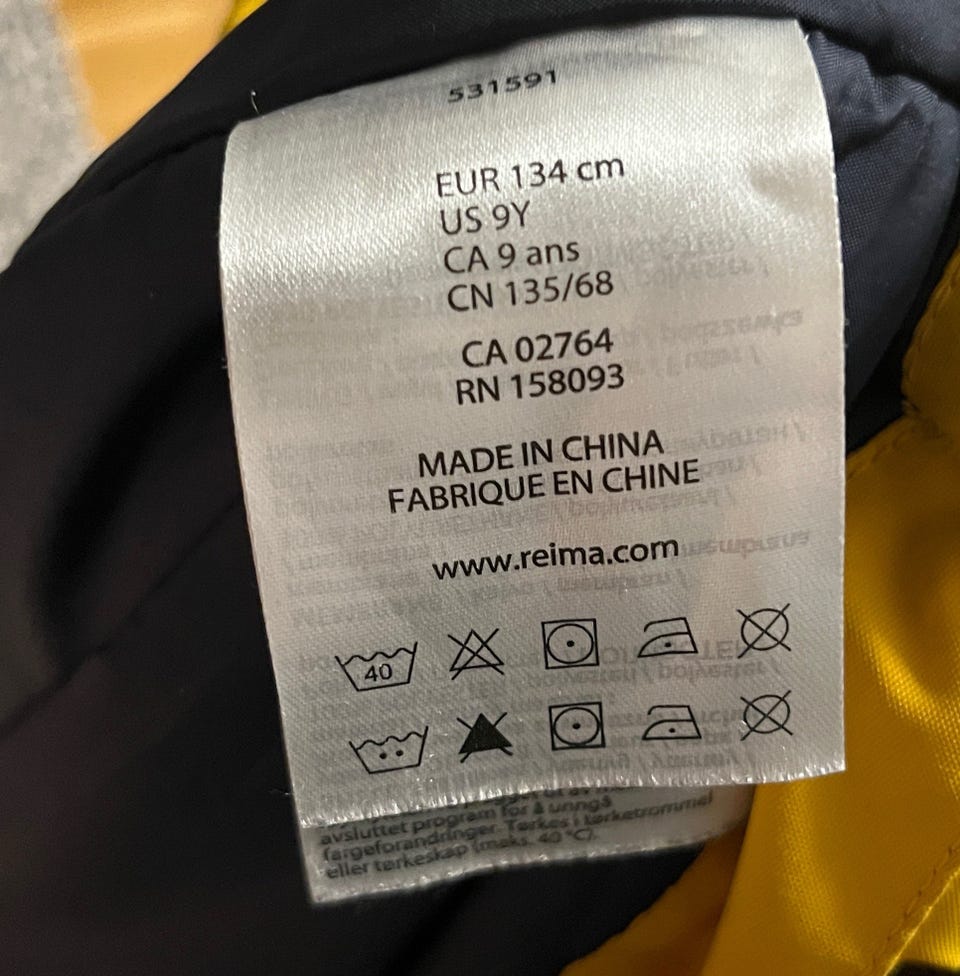 531591
EUR 134 cm
US 9Y
CA 9 ans
CN 135/68
CA 02764
RN 158093
MADE IN CHINA
FABRIQUE EN CHINE
www.reima.com
40
avsluttet program for å unngå
fargeforandringer. Tørkes i tørketrommel
eller tørkeskap (maks. 40 °C).